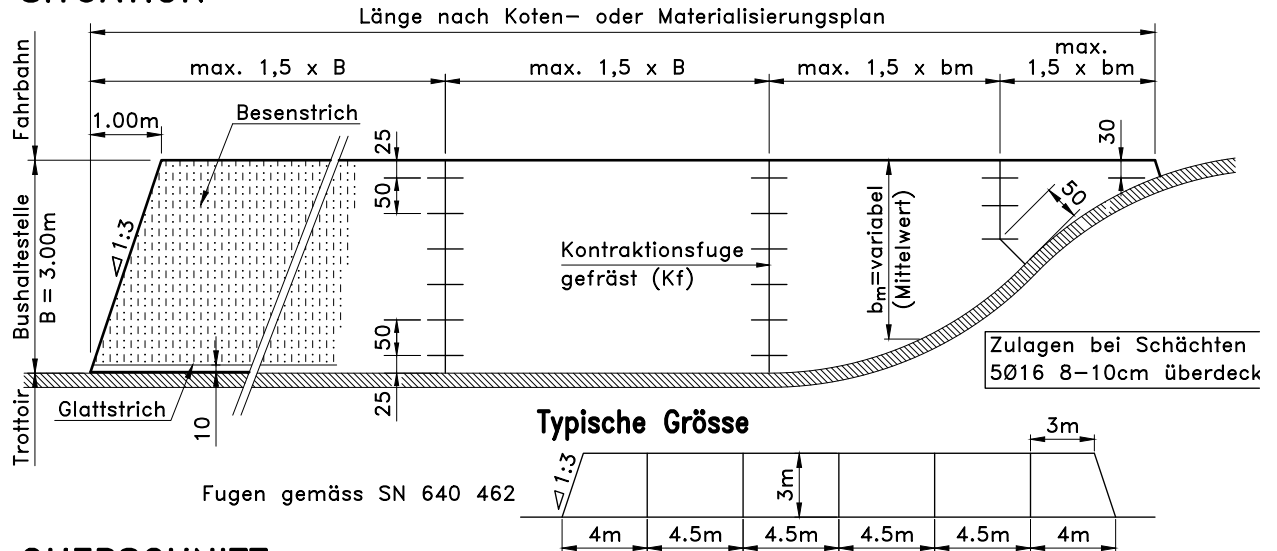 SITUATION
Länge nach Koten- oder Materialisierungsplan
max. 1,5 x B
max. 1,5 x B
max. 1,5 x bm
max.
1,5 x bm
Fahrbahn
1.00m
Besenstrich
25
30
50
50
Bushaltestelle
B = 3.00m
1:3
Kontraktionsfuge
gefräst (Kf)
bm=variabel
(Mittelwert)
50
Zulagen bei Schächten
5Ø16 8-10cm überdeck
Trottoir
Glattstrich
10
25
Typische Grösse
3m
1:3
3m
Fugen gemäss SN 640 462
4m
4.5m
4.5m
4.5m
4.5m
4m
QUERSCHNITT